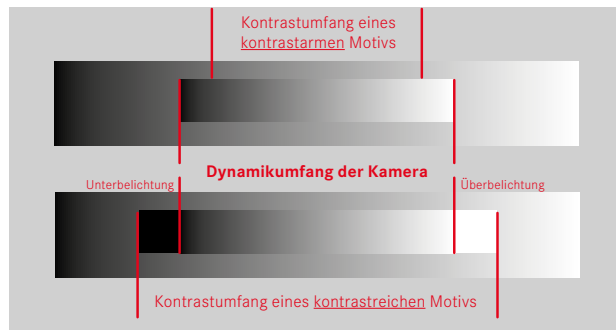 Kontrastumfang eines
kontrastarmen Motivs
Dynamikumfang der Kamera
Unterbelichtung
Überbelichtung
Kontrastumfang eines kontrastreichen Motivs